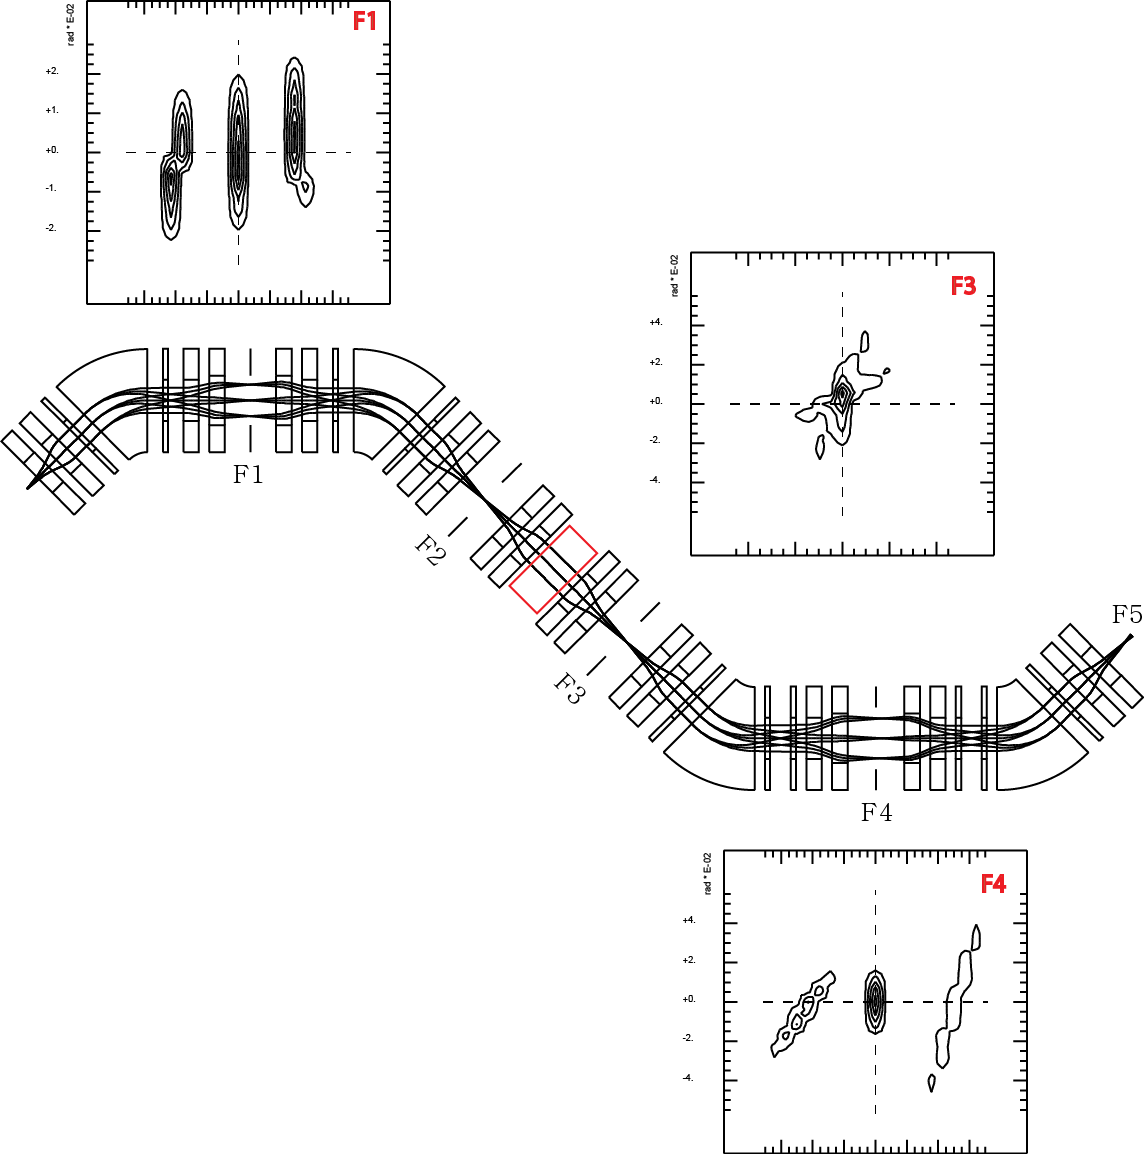 rad * E-02
F1
+2.
+1.
+0.
-1.
-2.
F1
F2
rad * E-02
F3
+4.
+2.
+0.
-2.
-4.
F3
F5
F4
rad * E-02
F4
+4.
+2.
+0.
-2.
-4.